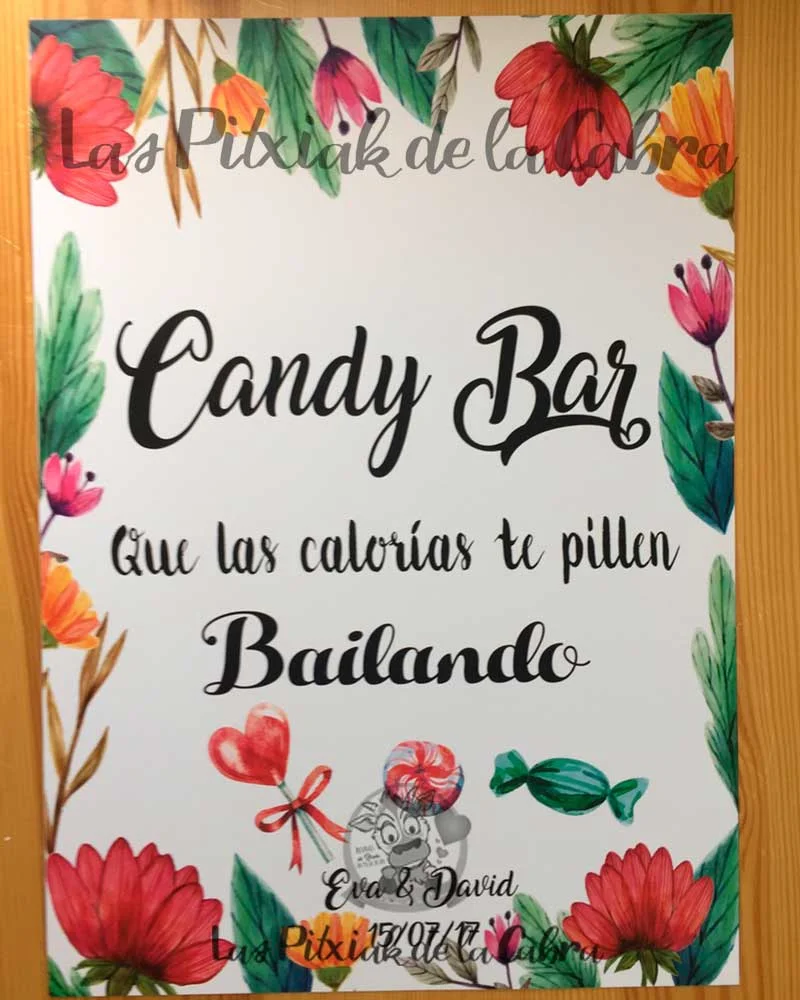 Las Pitxiak de la Cabra
Candy Bar
Que las calorías te pillen
Bailando
Eva & David
15/07/17
Las Pitxiak de la Cabra